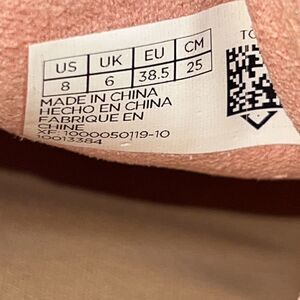 US UK EU CM
8 6 38.5 25
MADE IN CHINA
HECHO EN CHINA
FABRIQUE EN
CHINE
XF: 1000050119-10
TO